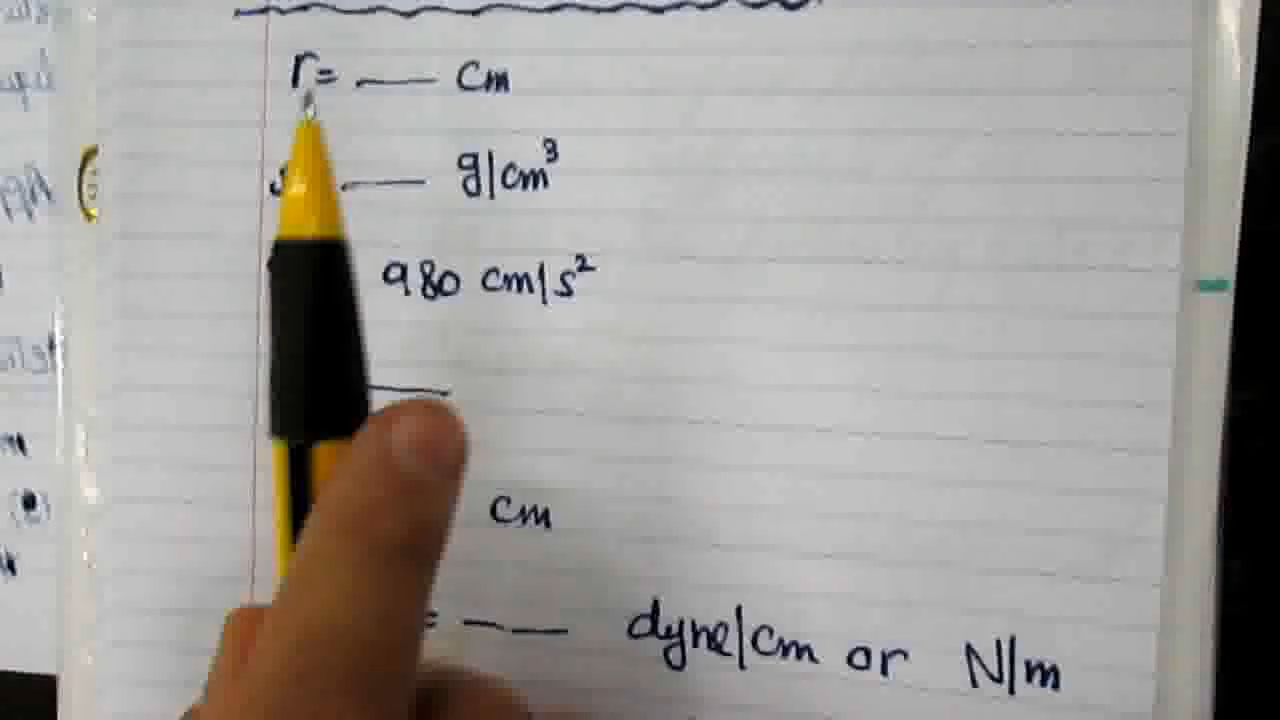 r = ___ cm
___ g/cm³
980 cm/s²
cm
= ___ dyne/cm or N/m